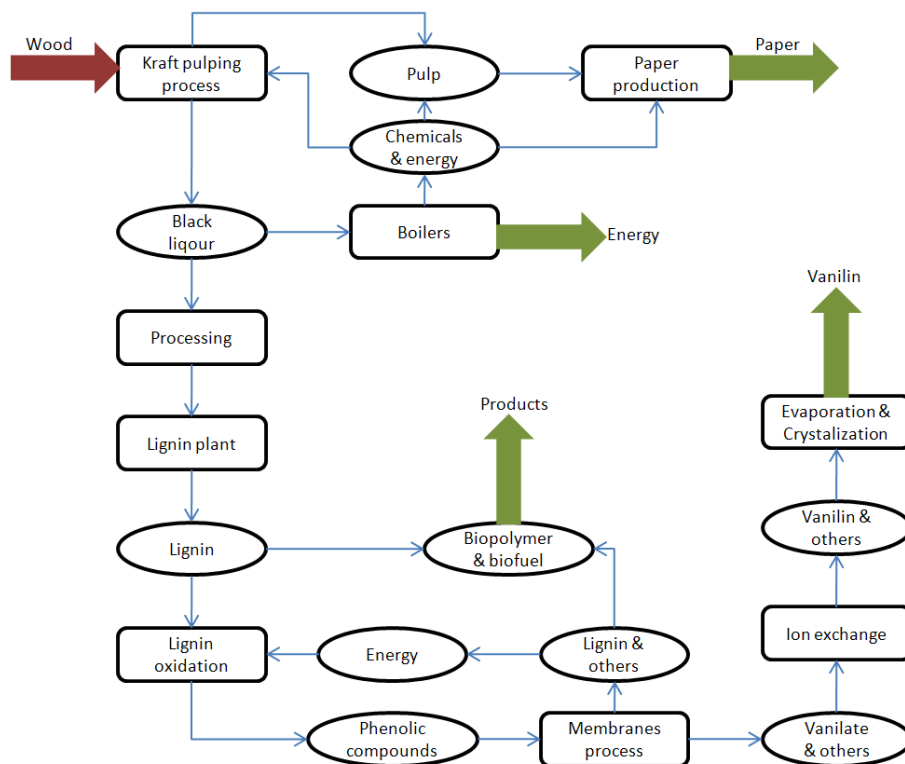 Wood
Kraft pulping
process
Pulp
Paper
production
Paper
Chemicals
& energy
Black
liqour
Boilers
Energy
Processing
Vanilin
Lignin plant
Products
Evaporation &
Crystalization
Lignin
Biopolymer
& biofuel
Vanilin &
others
Lignin
oxidation
Energy
Lignin &
others
Ion exchange
Phenolic
compounds
Membranes
process
Vanilate
& others